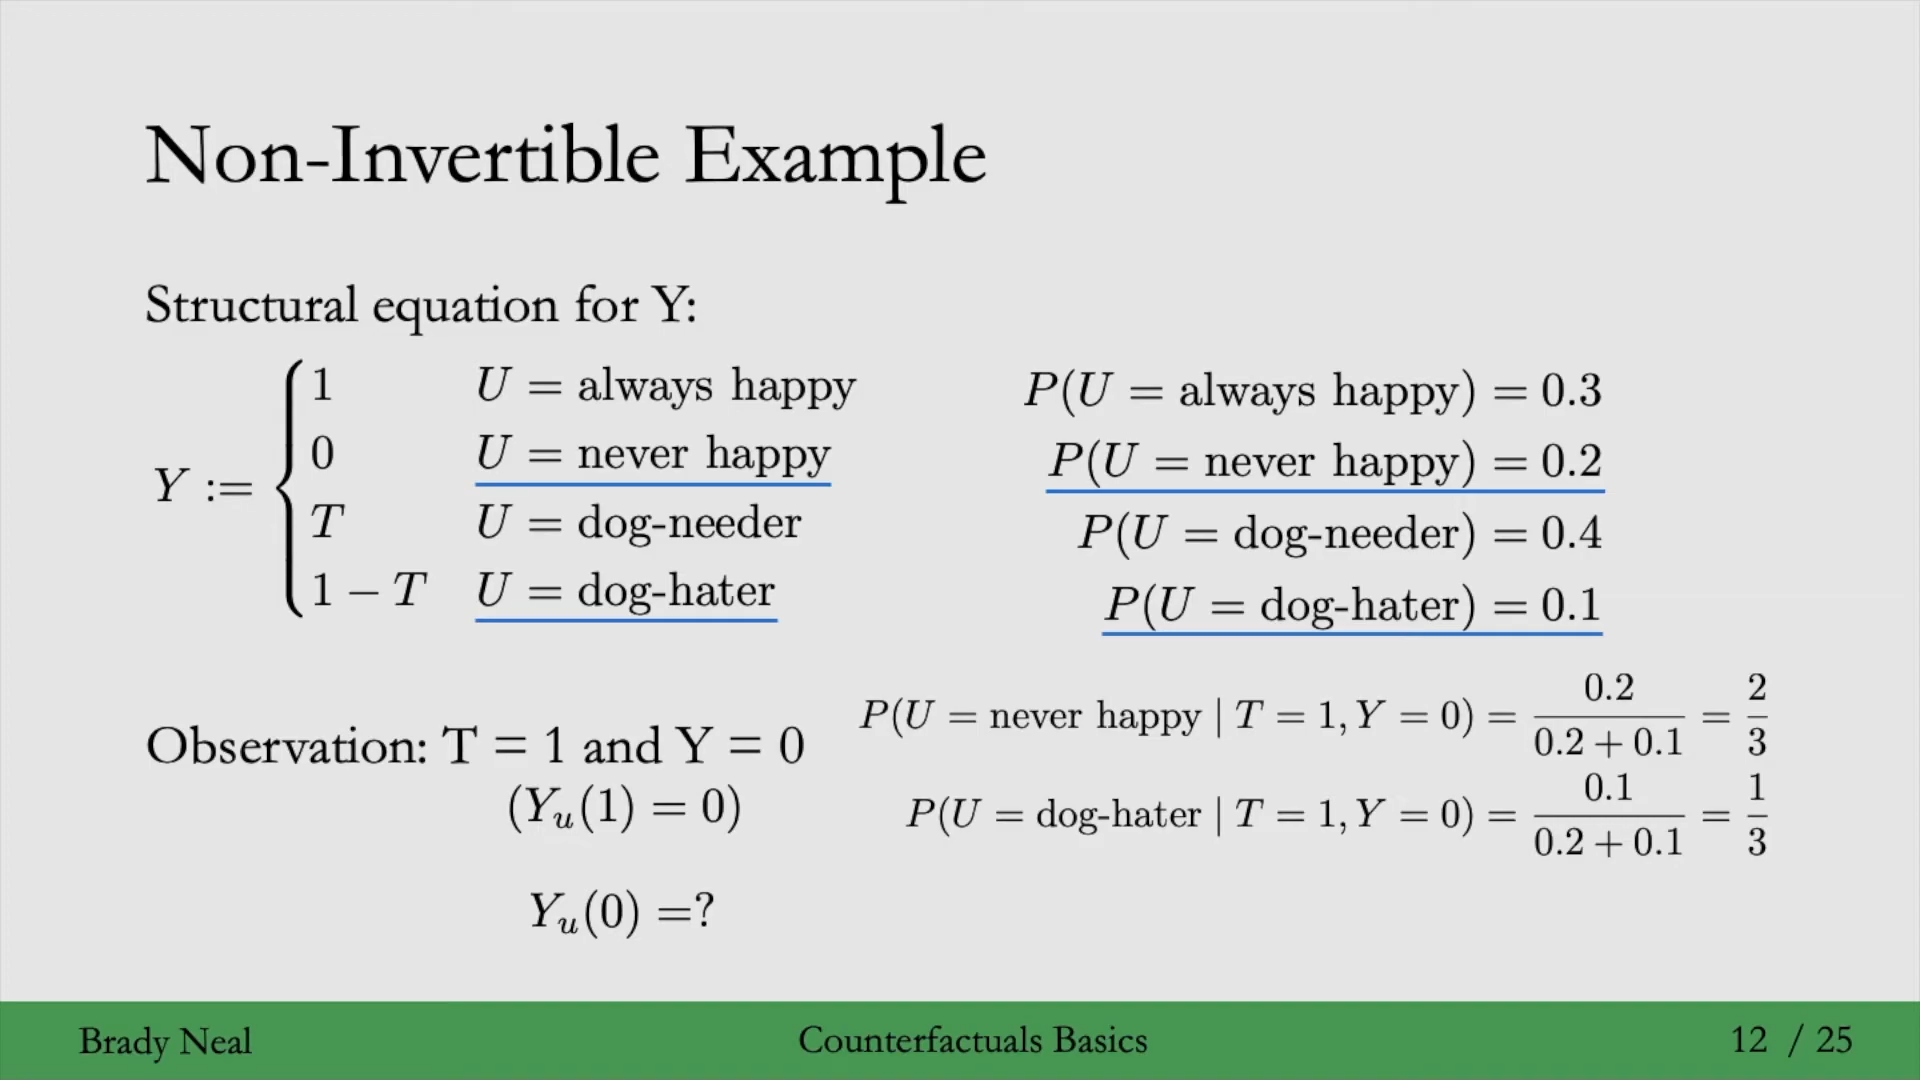 Non-Invertible Example
Structural equation for Y:
Y := { 1 U = always happy
0 U = never happy
T U = dog-needer
1 − T U = dog-hater
P(U = always happy) = 0.3
P(U = never happy) = 0.2
P(U = dog-needer) = 0.4
P(U = dog-hater) = 0.1
Observation: T = 1 and Y = 0
(Yᵤ(1) = 0)
Yᵤ(0) =?
P(U = never happy | T = 1, Y = 0) = 0.2 / (0.2 + 0.1) = 2/3
P(U = dog-hater | T = 1, Y = 0) = 0.1 / (0.2 + 0.1) = 1/3
Brady Neal
Counterfactuals Basics
12 / 25